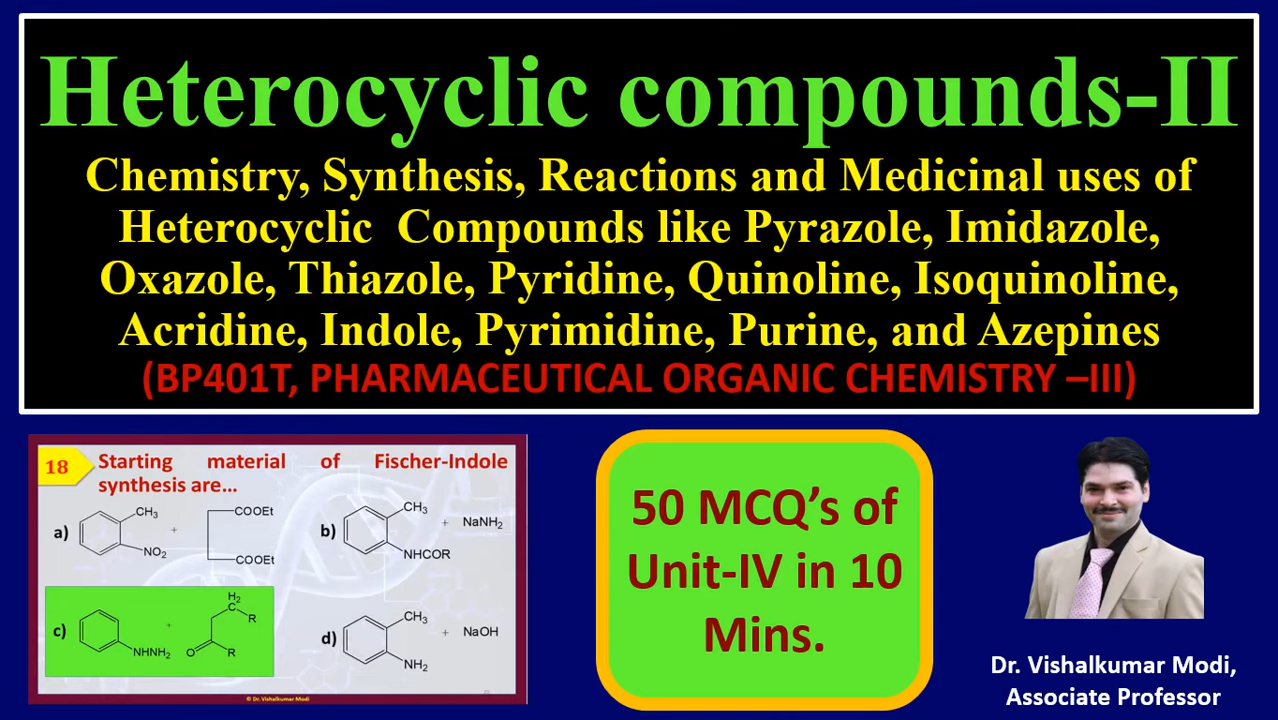 Heterocyclic compounds-II
Chemistry, Synthesis, Reactions and Medicinal uses of
Heterocyclic Compounds like Pyrazole, Imidazole,
Oxazole, Thiazole, Pyridine, Quinoline, Isoquinoline,
Acridine, Indole, Pyrimidine, Purine, and Azepines
(BP401T, PHARMACEUTICAL ORGANIC CHEMISTRY –III)
18 Starting material of Fischer-Indole
synthesis are...
a) CH3 NO2 + COOEt COOEt
b) CH3 NHCOR + NaNH2
c) NHNH2 + H2 C R O R
d) CH3 NH2 + NaOH
© Dr. Vishalkumar Modi
50 MCQ’s of
Unit-IV in 10
Mins.
Dr. Vishalkumar Modi,
Associate Professor